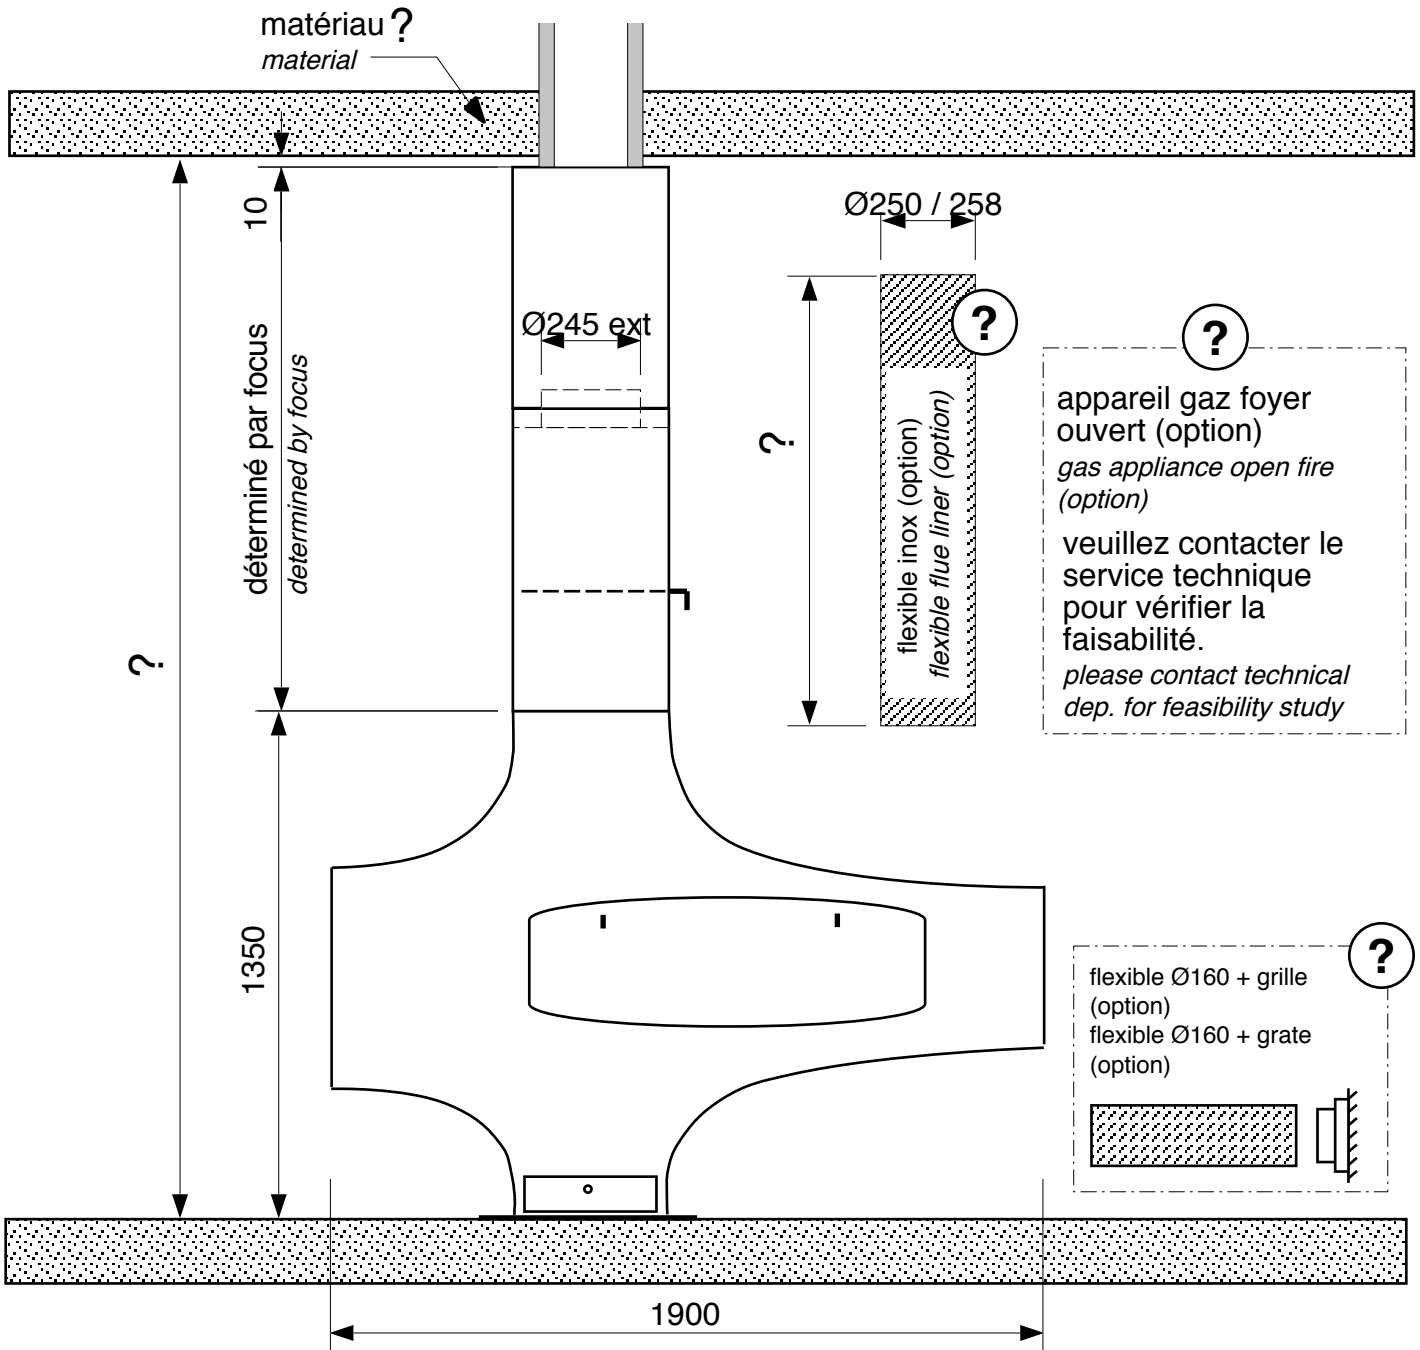 matériau ?
material
10
Ø250 / 258
Ø245 ext
?
?
déterminé par focus
determined by focus
?
flexible inox (option)
flexible flue liner (option)
appareil gaz foyer
ouvert (option)
gas appliance open fire
(option)
veuillez contacter le
service technique
pour vérifier la
faisabilité.
please contact technical
dep. for feasibility study
?
1350
?
flexible Ø160 + grille
(option)
flexible Ø160 + grate
(option)
1900